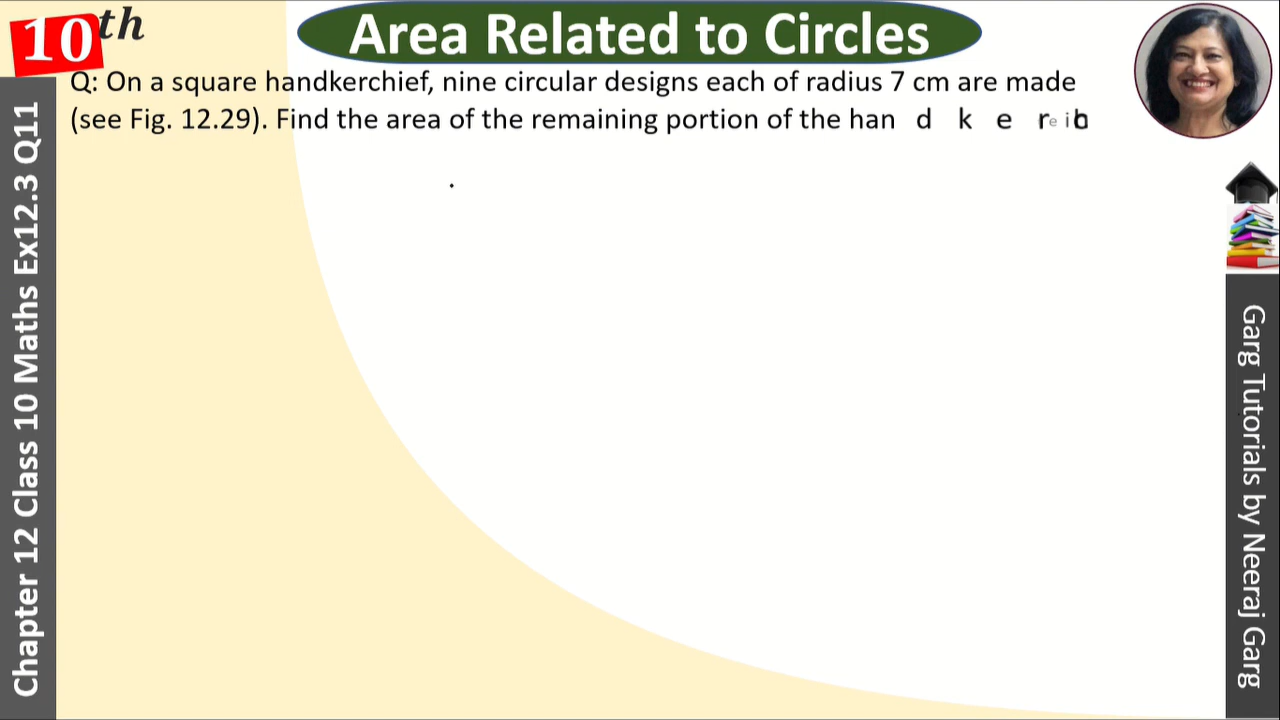 10th
Area Related to Circles
Q: On a square handkerchief, nine circular designs each of radius 7 cm are made
(see Fig. 12.29). Find the area of the remaining portion of the han d k e r
Chapter 12 Class 10 Maths Ex12.3 Q11
Garg Tutorials by Neeraj Garg